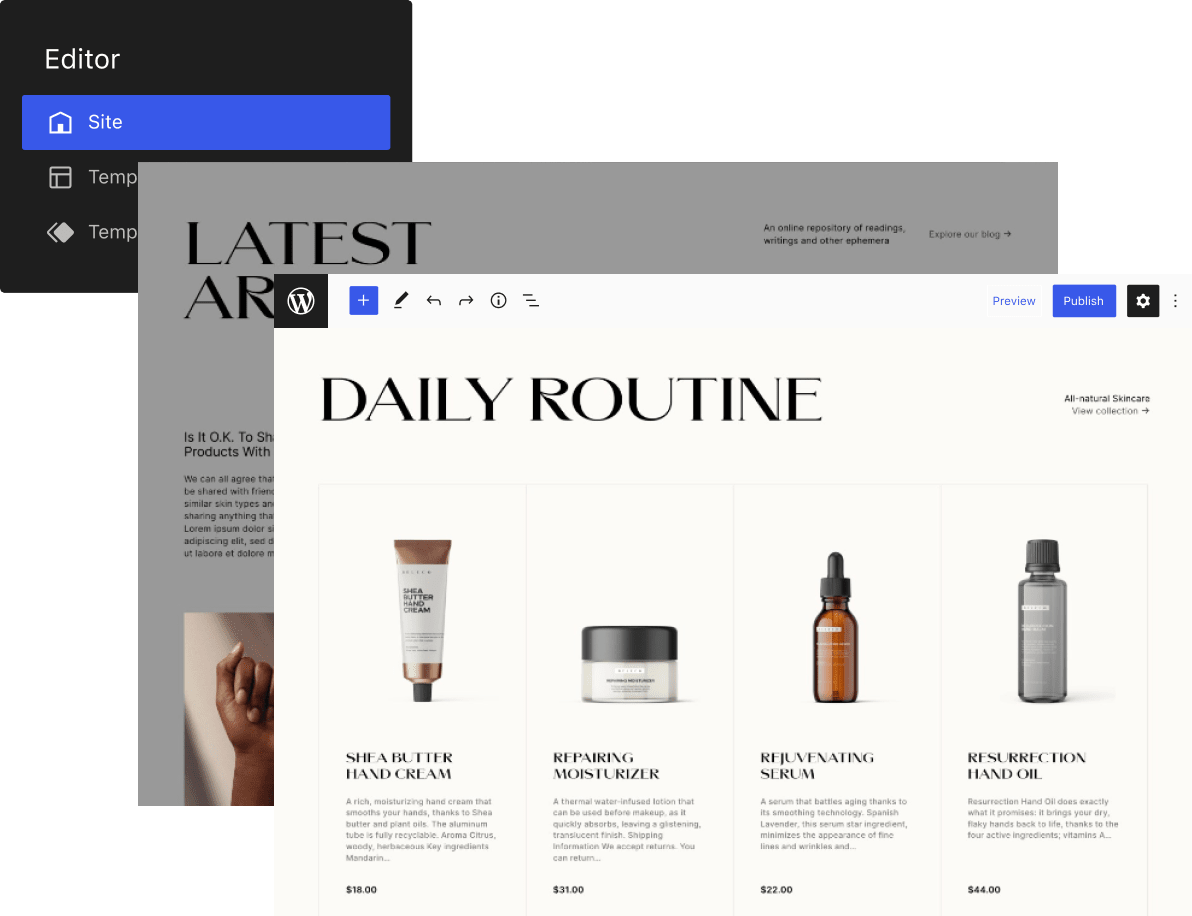 Editor
Site
Temp
Temp
LATEST
AR
An online repository of readings,
writings and other ephemera
Explore our blog →
Is It O.K. To Sh
Products With
We can all agree that
be shared with friend
similar skin types and
sharing anything tha
Lorem ipsum dolor si
adipiscing elit, sed d
ut labore et dolore m
Preview
Publish
DAILY ROUTINE
All-natural Skincare
View collection →
SHEA
BUTTER
HAND
CREAM
REPAIRING MOISTURIZER
SHEA BUTTER
HAND CREAM
A rich, moisturizing hand cream that
smooths your hands, thanks to Shea
butter and plant oils. The aluminum
tube is fully recyclable. Aroma Citrus,
woody, herbaceous Key ingredients
Mandarin...
$18.00
REPAIRING
MOISTURIZER
A thermal water-infused lotion that
can be used before makeup, as it
quickly absorbs, leaving a glistening,
translucent finish. Shipping
Information We accept returns. You
can return...
$31.00
REJUVENATING
SERUM
A serum that battles aging thanks to
its smoothing technology. Spanish
Lavender, this serum star ingredient,
minimizes the appearance of fine
lines and wrinkles and...
$22.00
RESURRECTION
HAND OIL
Resurrection Hand Oil does exactly
what it promises: it brings your dry,
flaky hands back to life, thanks to the
four active ingredients; vitamins A...
$44.00